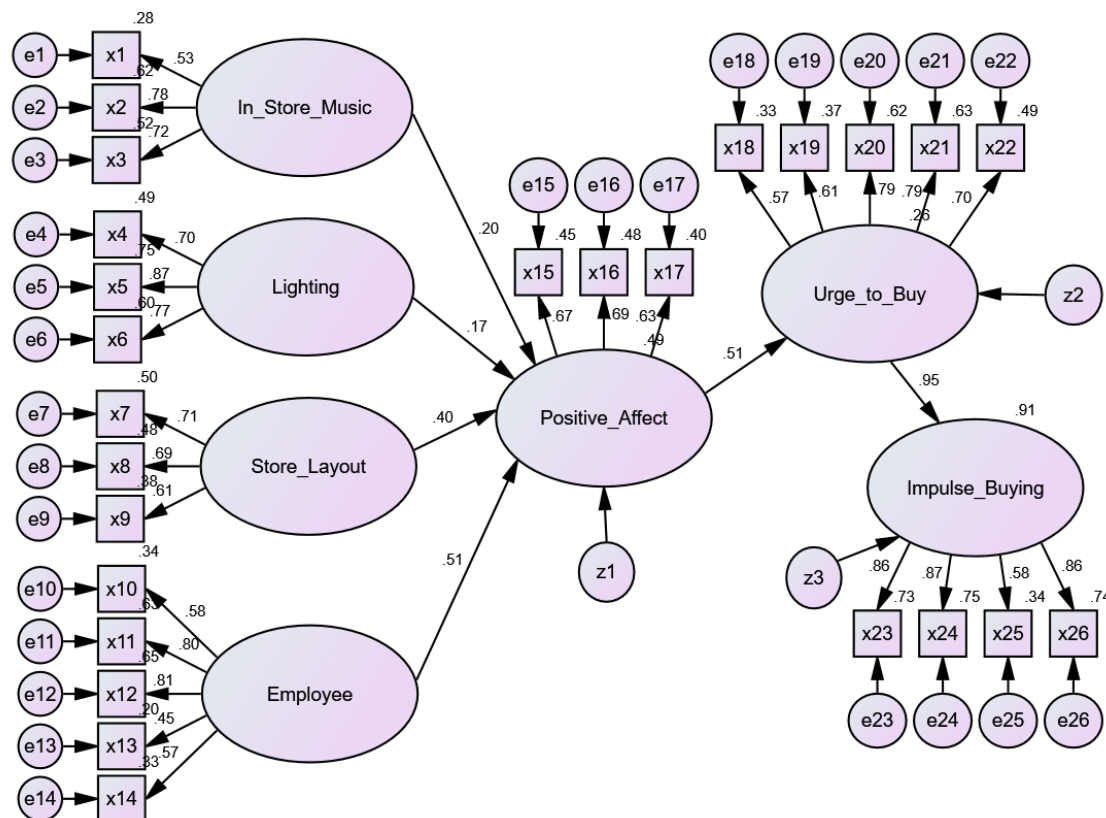 .28
e1
x1
.53
.62
e2
x2
.78
.52
e3
x3
.72
In_Store_Music
.49
e4
x4
.70
.75
e5
x5
.87
.60
e6
x6
.77
Lighting
.50
e7
x7
.71
.48
e8
x8
.69
.38
e9
x9
.61
Store_Layout
.34
e10
x10
.58
.63
e11
x11
.80
.65
e12
x12
.81
.20
e13
x13
.45
.33
e14
x14
.57
Employee
.20
.17
.40
.51
e15
e16
e17
.45
.48
.40
x15
x16
x17
.67
.69
.63
.49
Positive_Affect
z1
.51
e18
e19
e20
e21
e22
.33
.37
.62
.63
.49
x18
x19
x20
x21
x22
.57
.61
.79
.79
.70
.26
Urge_to_Buy
z2
.95
.91
Impulse_Buying
z3
.86
.87
.58
.86
.73
.75
.34
.74
x23
x24
x25
x26
e23
e24
e25
e26